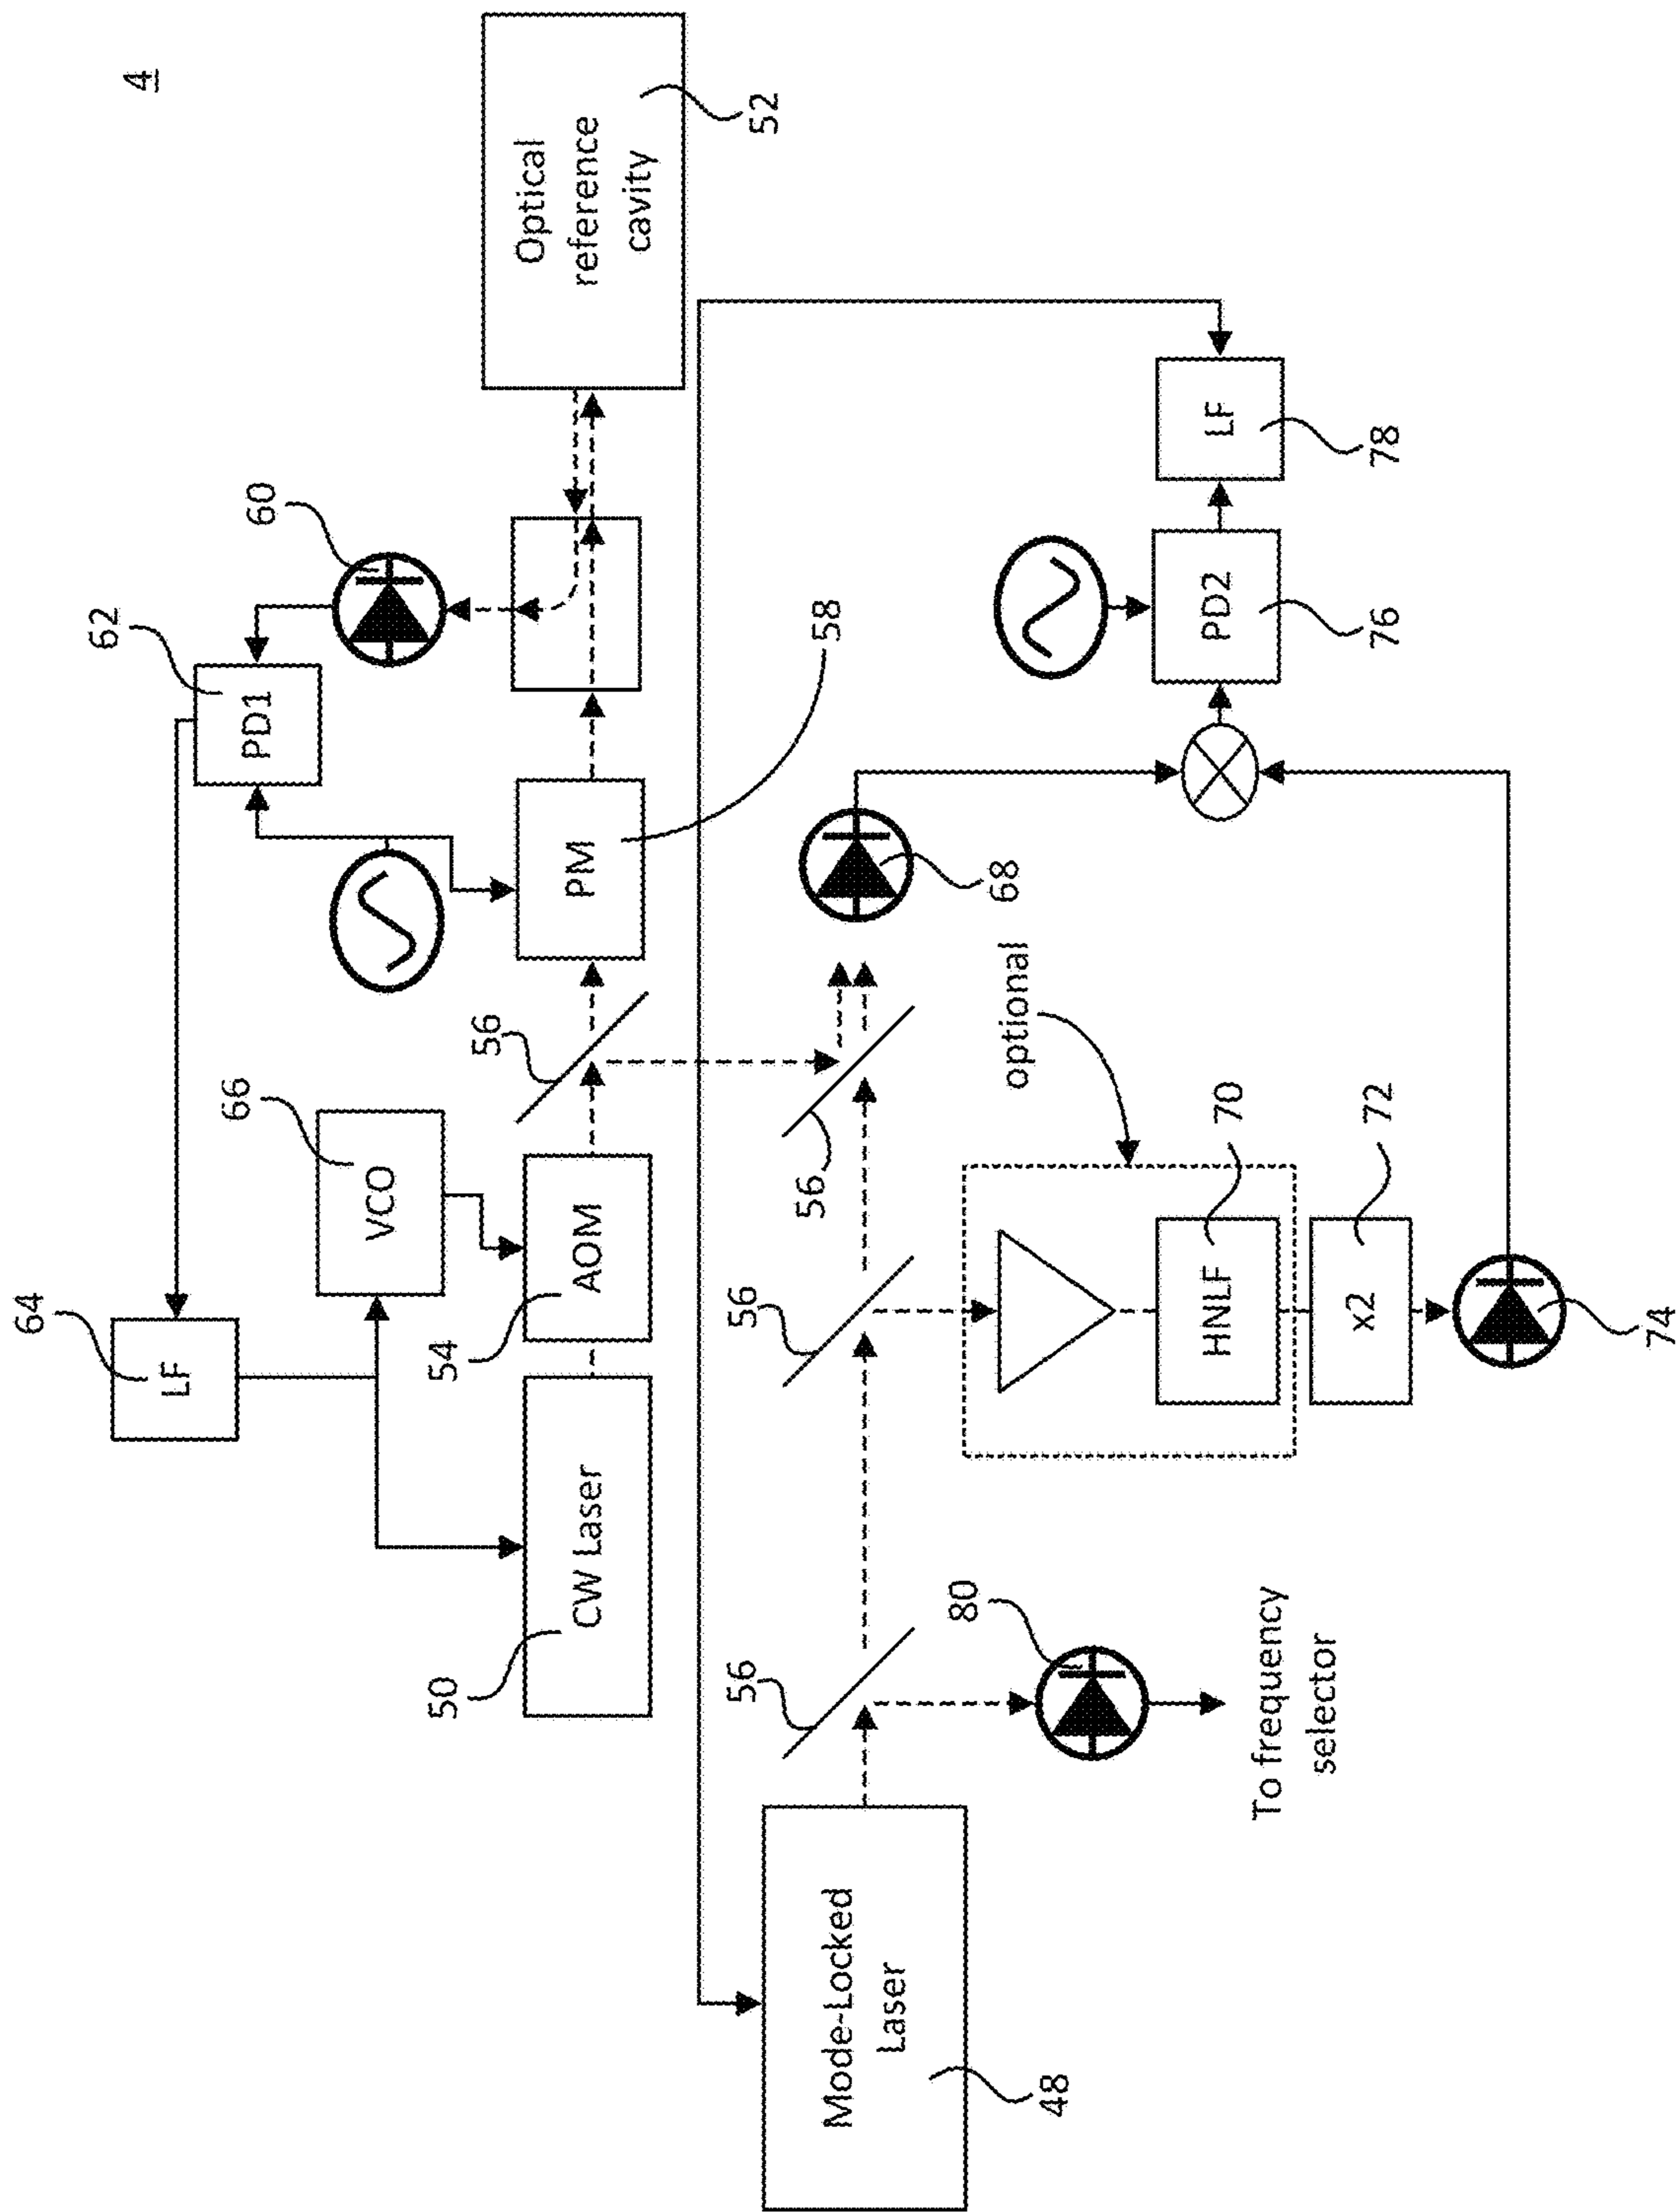 4
64
LF
66
VCO
62
PD1
60
50
CW Laser
54
AOM
56
PM
58
Optical
reference
cavity
52
Mode-Locked
Laser
48
56
56
56
68
80
To frequency
selector
optional
HNLF
70
x2
72
74
PD2
76
LF
78